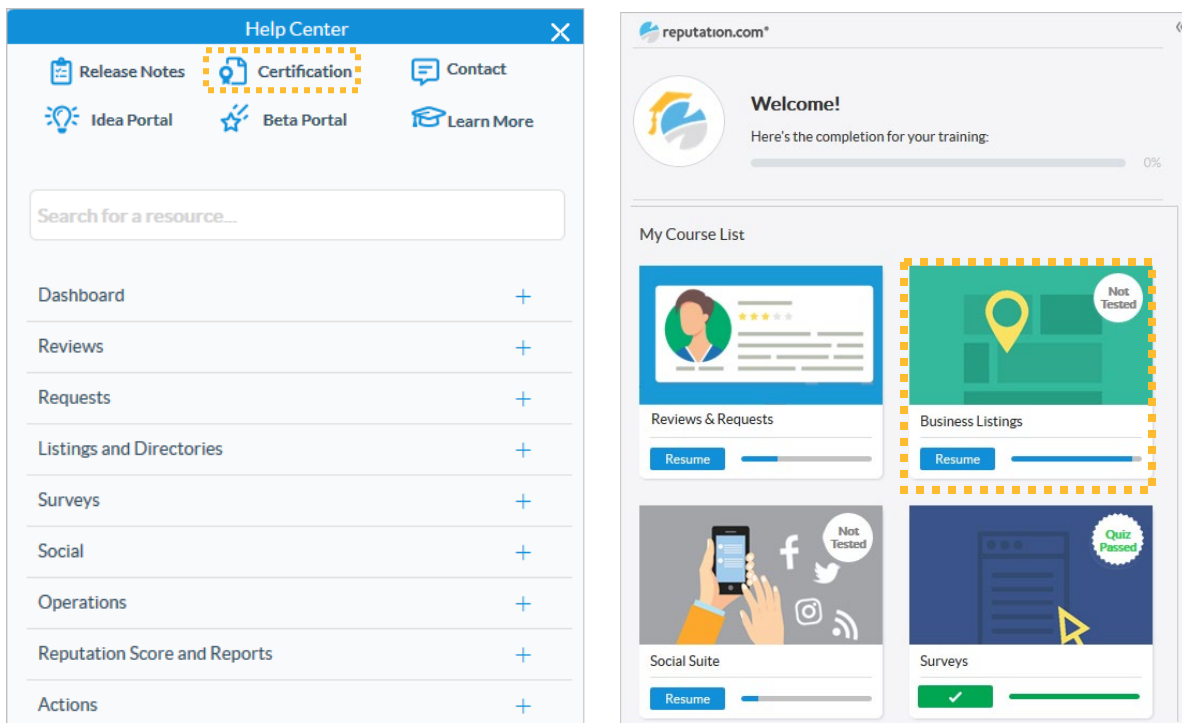 Help Center
Release Notes
Certification
Contact
Idea Portal
Beta Portal
Learn More
Search for a resource...
Dashboard
Reviews
Requests
Listings and Directories
Surveys
Social
Operations
Reputation Score and Reports
Actions
reputation.com*
Welcome!
Here's the completion for your training:
0%
My Course List
Reviews & Requests
Resume
Not
Tested
Business Listings
Resume
Not
Tested
Social Suite
Resume
Quiz
Passed
Surveys